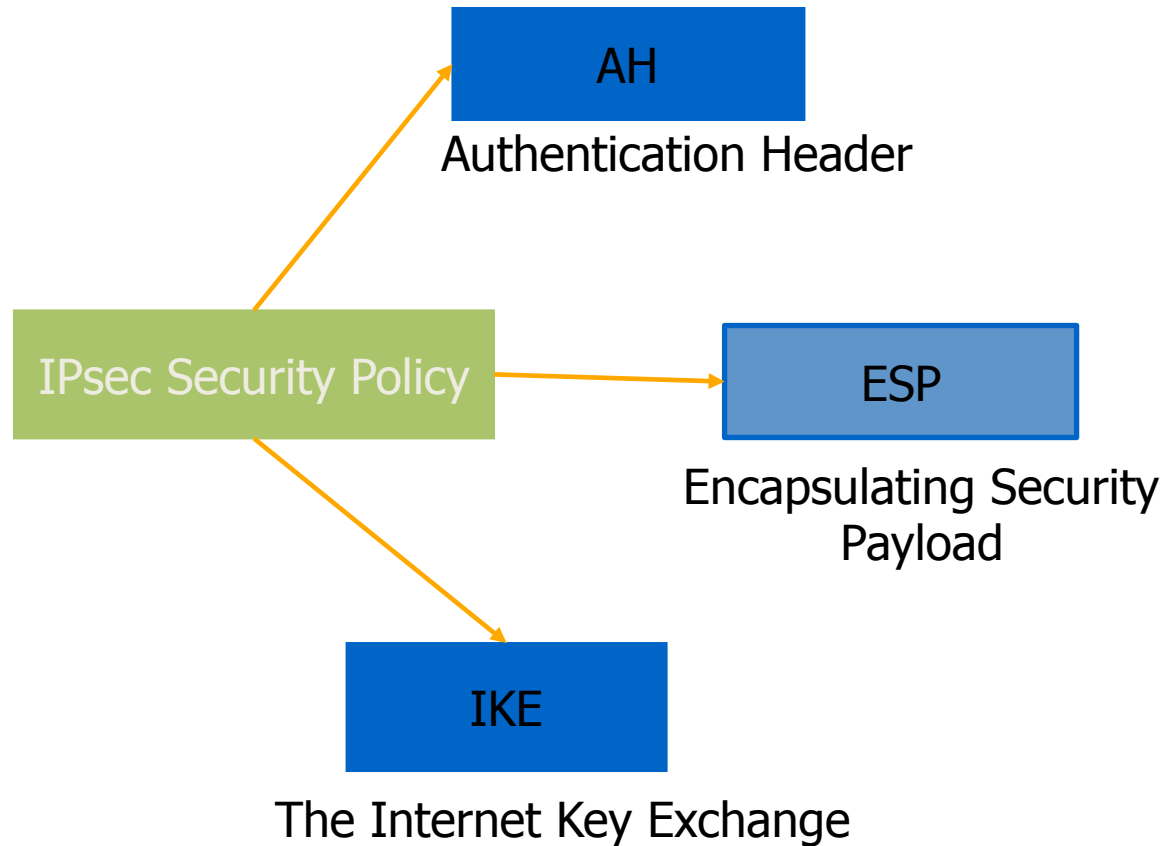 AH
Authentication Header
IPsec Security Policy
ESP
Encapsulating Security
Payload
IKE
The Internet Key Exchange